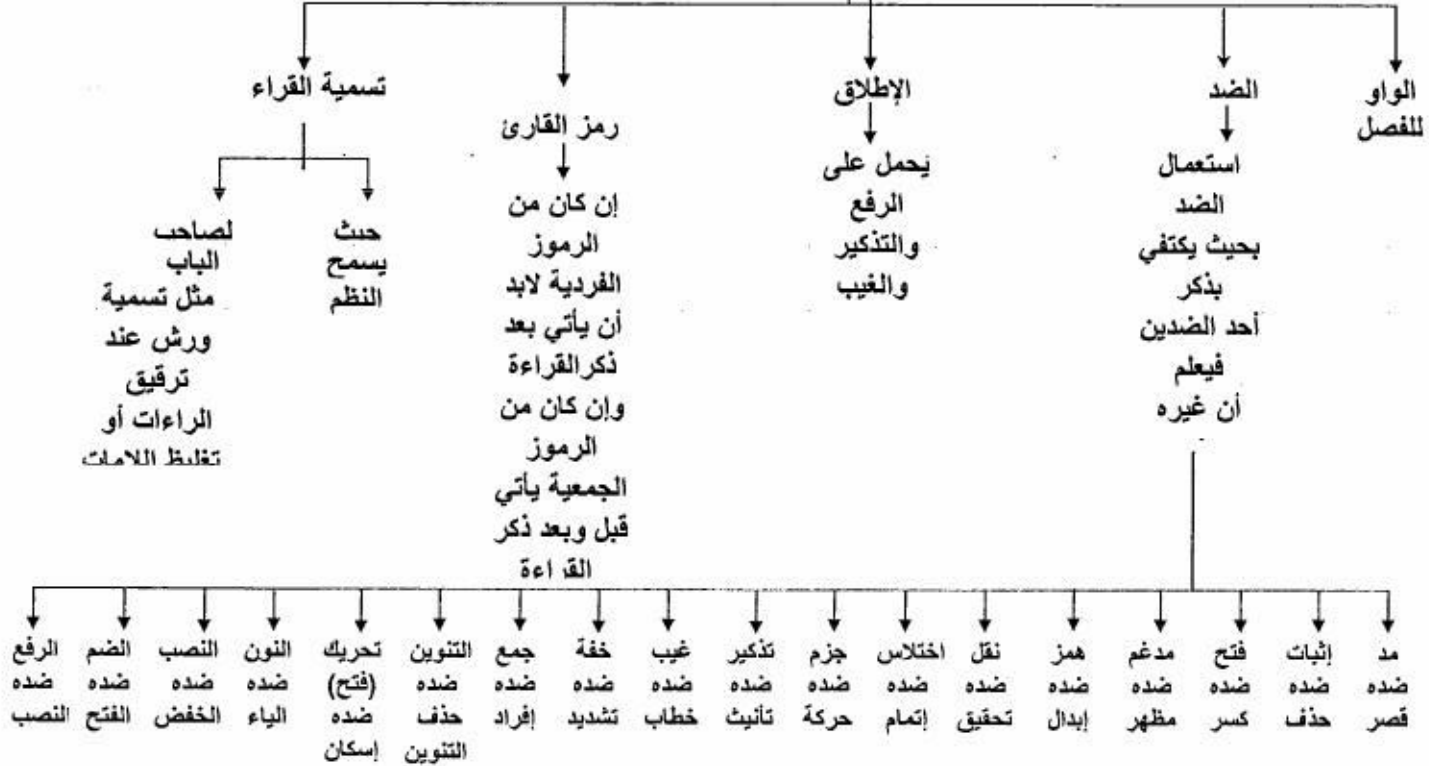 الواو
للفصل
الضد
استعمال
الضد
بحيث يكتفي
بذكر
أحد الضدين
فيعلم
أن غيره
الإطلاق
يحمل على
الرفع
والتذكير
والغيب
رمز القارئ
إن كان من
الرموز
الفردية لابد
أن يأتي بعد
ذكر القراءة
وإن كان من
الرموز
الجمعية يأتي
قبل وبعد ذكر
القراءة
تسمية القراء
حيث
يسمح
النظم
لصاحب
الباب
مثل تسمية
ورش عند
ترقيق
الراءات أو
تغليظ اللامات
مد
ضده
قصر
إثبات
ضده
حذف
فتح
ضده
كسر
مدغم
ضده
مظهر
همز
ضده
إبدال
نقل
ضده
تحقيق
اختلاس
ضده
إتمام
جزم
ضده
حركة
تذكير
ضده
تأنيث
غيب
ضده
خطاب
خفة
ضده
تشديد
جمع
ضده
إفراد
التنوين
ضده
حذف
التنوين
تحريك
(فتح)
ضده
إسكان
النون
ضده
الياء
النصب
ضده
الخفض
الضم
ضده
الفتح
الرفع
ضده
النصب